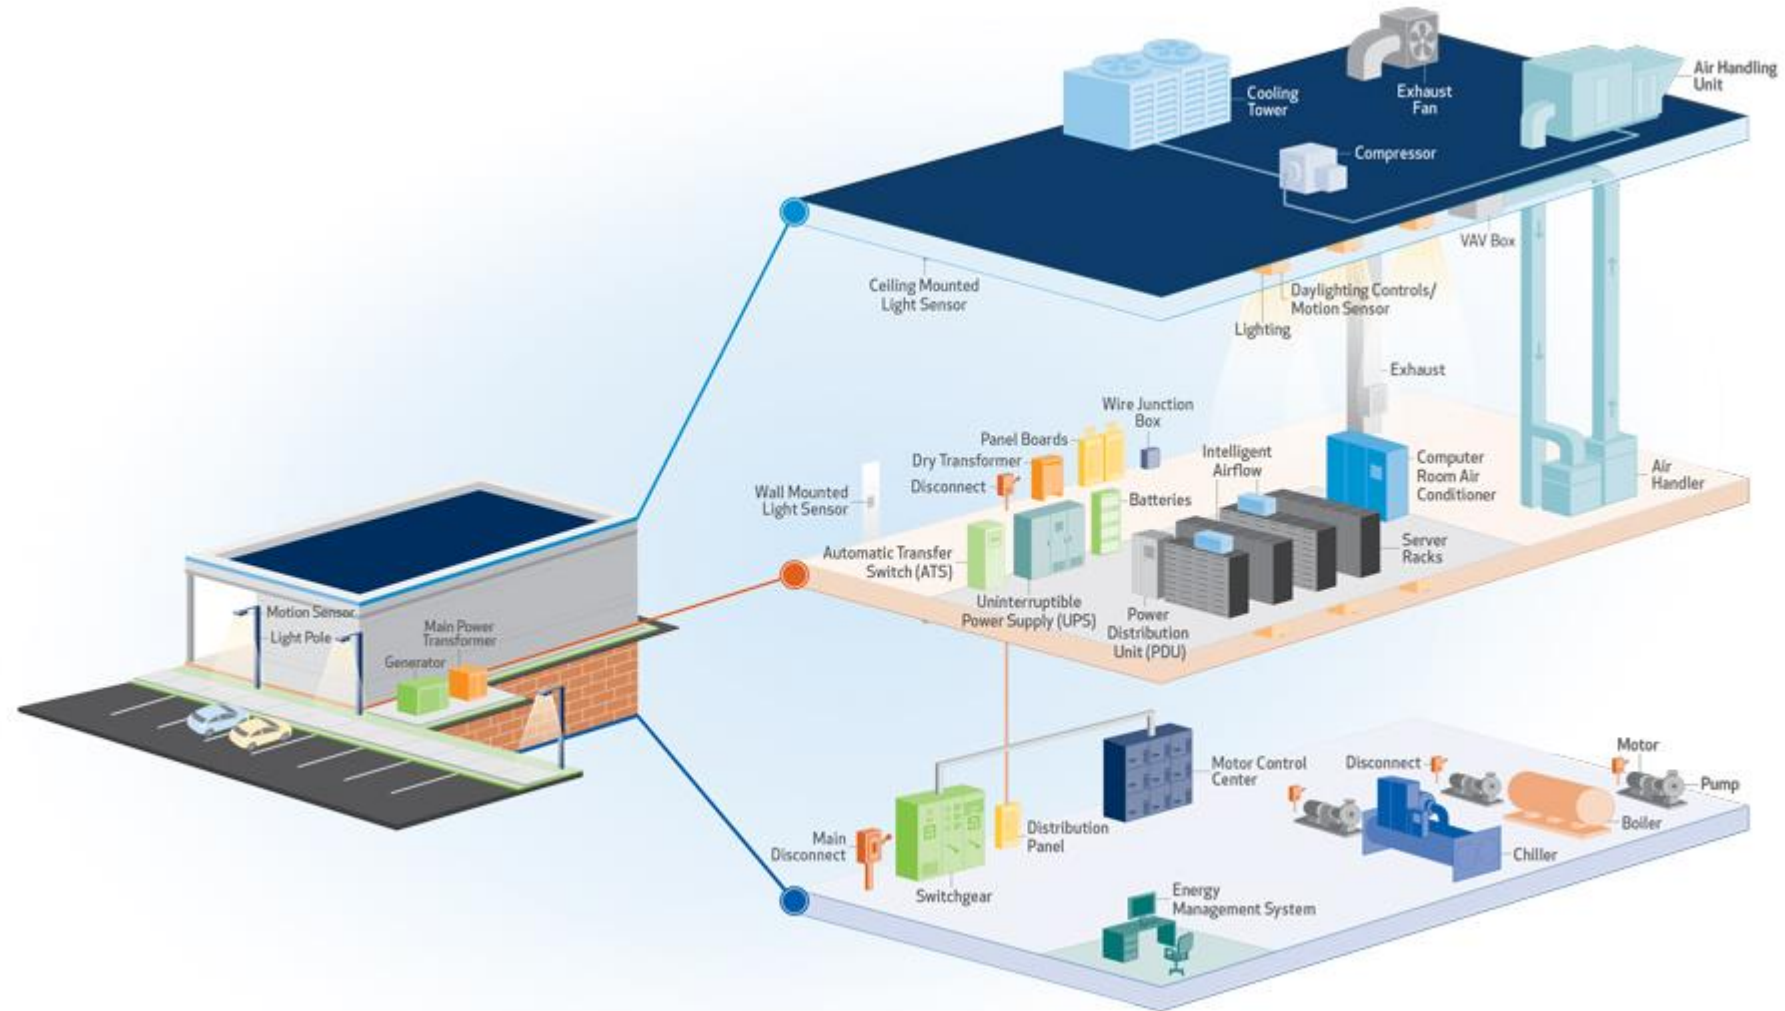 Cooling
Tower
Exhaust
Fan
Air Handling
Unit
Compressor
VAV Box
Ceiling Mounted
Light Sensor
Daylighting Controls/
Motion Sensor
Lighting
Exhaust
Wire Junction
Box
Panel Boards
Dry Transformer
Disconnect
Intelligent
Airflow
Computer
Room Air
Conditioner
Air
Handler
Wall Mounted
Light Sensor
Batteries
Automatic Transfer
Switch (ATS)
Server
Racks
Uninterruptible
Power Supply (UPS)
Power
Distribution
Unit (PDU)
Motion Sensor
Light Pole
Main Power
Transformer
Generator
Motor Control
Center
Disconnect
Motor
Pump
Boiler
Chiller
Main
Disconnect
Distribution
Panel
Switchgear
Energy
Management System